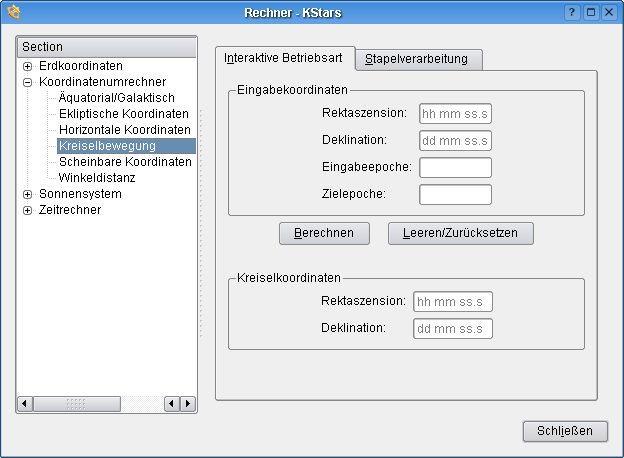 Rechner - KStars
Section
Erdkoordinaten
Koordinatenumrechner
Äquatorial/Galaktisch
Ekliptische Koordinaten
Horizontale Koordinaten
Kreiselbewegung
Scheinbare Koordinaten
Winkeldistanz
Sonnensystem
Zeitrechner
Interaktive Betriebsart
Stapelverarbeitung
Eingabekoordinaten
Rektaszension: hh mm ss.s
Deklination: dd mm ss.s
Eingabeepoche:
Zielepoche:
Berechnen
Leeren/Zurücksetzen
Kreiselkoordinaten
Rektaszension: hh mm ss.s
Deklination: dd mm ss.s
Schließen